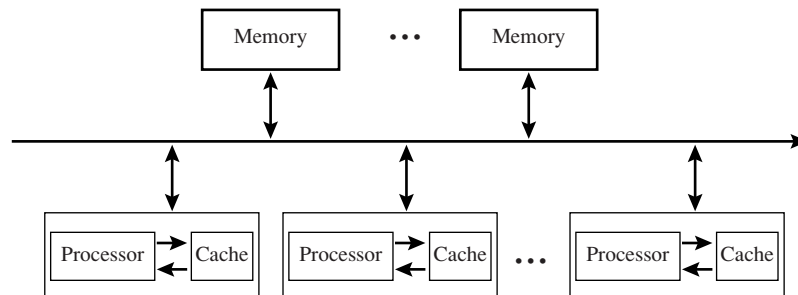 Memory ... Memory
Processor Cache Processor Cache ... Processor Cache